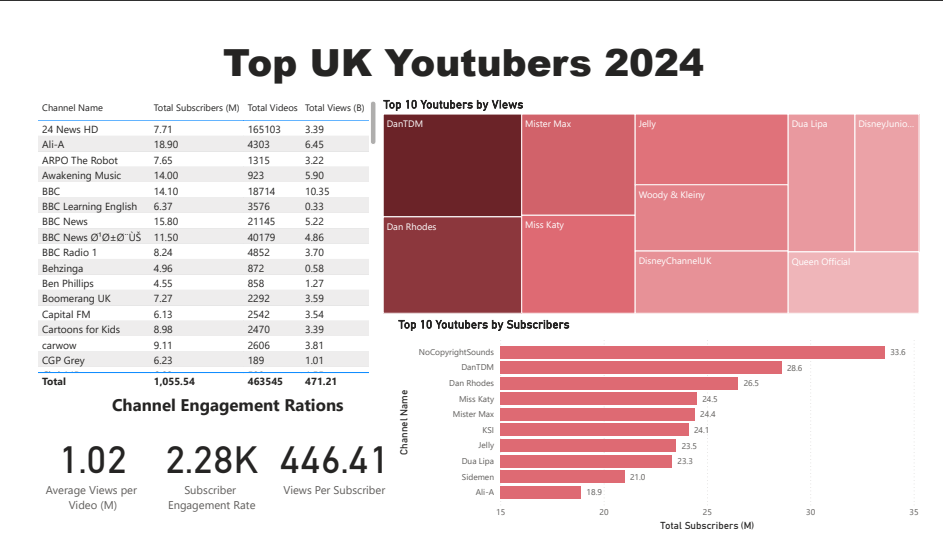 Top UK Youtubers 2024
Channel Name Total Subscribers (M) Total Videos Total Views (B)
24 News HD 7.71 165103 3.39
Ali-A 18.90 4303 6.45
ARPO The Robot 7.65 1315 3.22
Awakening Music 14.00 923 5.90
BBC 14.10 18714 10.35
BBC Learning English 6.37 3576 0.33
BBC News 15.80 21145 5.22
BBC News Ø¹Ø±Ø¨ÙŠ 11.50 40179 4.86
BBC Radio 1 8.24 4852 3.70
Behzinga 4.96 872 0.58
Ben Phillips 4.55 858 1.27
Boomerang UK 7.27 2292 3.59
Capital FM 6.13 2542 3.54
Cartoons for Kids 8.98 2470 3.39
carwow 9.11 2606 3.81
CGP Grey 6.23 189 1.01
Total 1,055.54 463545 471.21
Channel Engagement Rations
1.02
Average Views per
Video (M)
2.28K
Subscriber
Engagement Rate
446.41
Views Per Subscriber
Top 10 Youtubers by Views
DanTDM
Dan Rhodes
Mister Max
Miss Katy
Jelly
Woody & Kleiny
DisneyChannelUK
Dua Lipa
DisneyJunio...
Queen Official
Top 10 Youtubers by Subscribers
Channel Name
NoCopyrightSounds 33.6
DanTDM 28.6
Dan Rhodes 26.5
Miss Katy 24.5
Mister Max 24.4
KSI 24.1
Jelly 23.5
Dua Lipa 23.3
Sidemen 21.0
Ali-A 18.9
15 20 25 30 35
Total Subscribers (M)